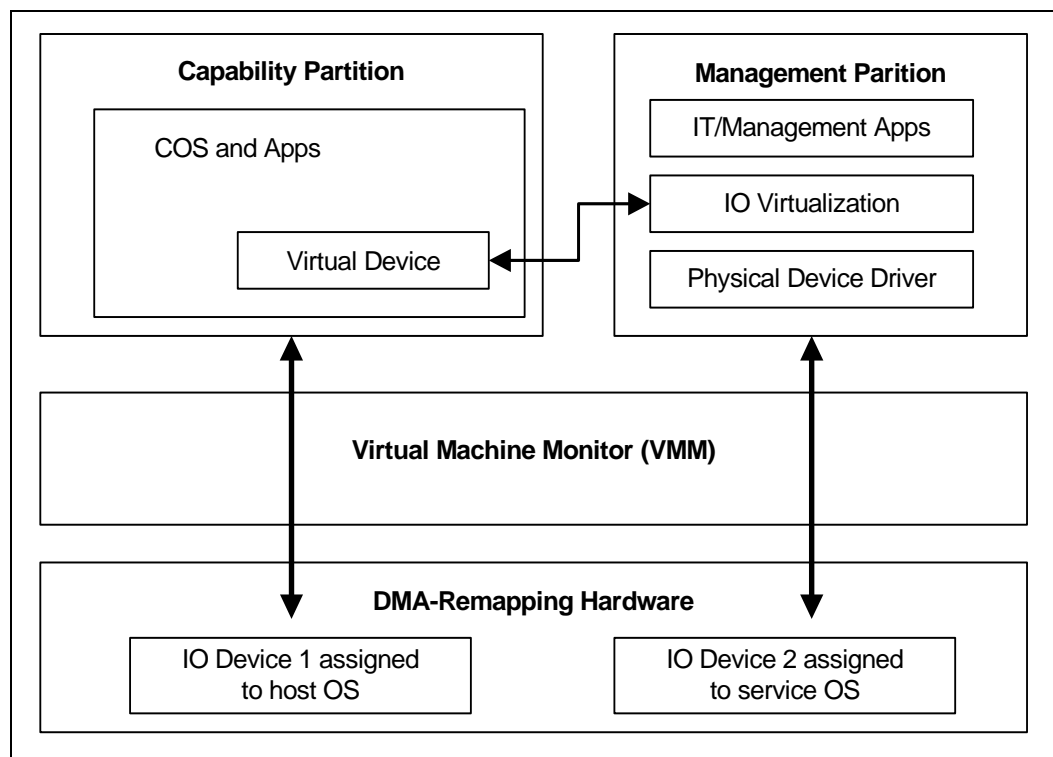 Capability Partition
COS and Apps
Virtual Device
Management Parition
IT/Management Apps
IO Virtualization
Physical Device Driver
Virtual Machine Monitor (VMM)
DMA-Remapping Hardware
IO Device 1 assigned
to host OS
IO Device 2 assigned
to service OS